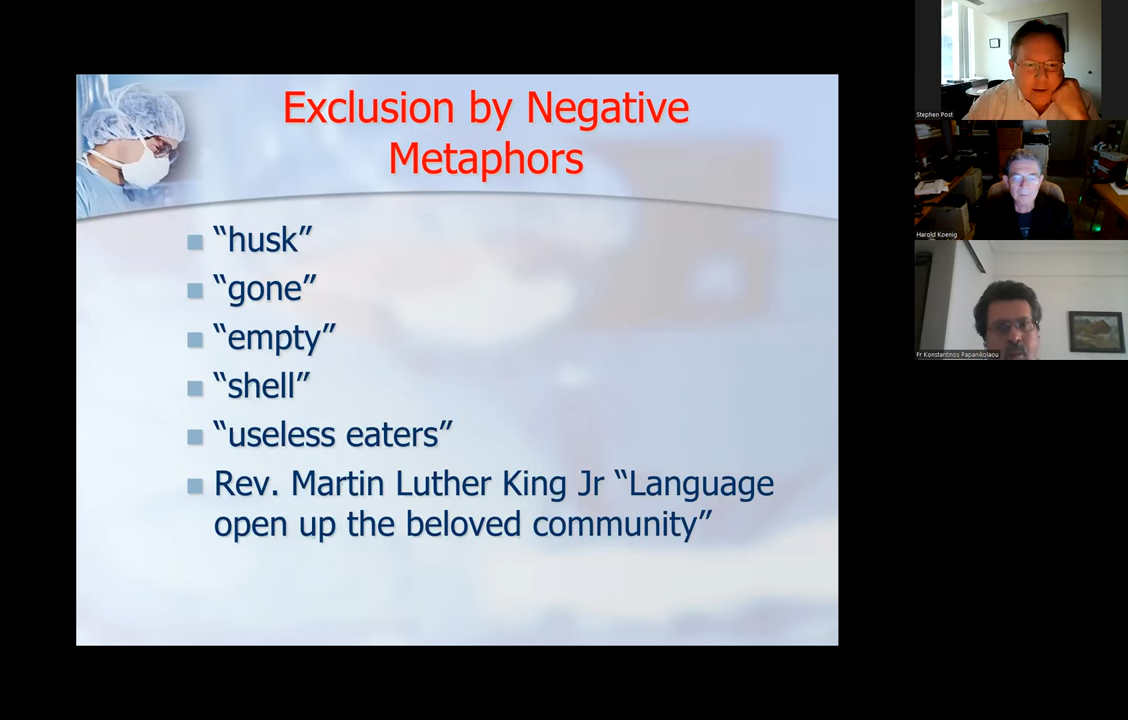 Exclusion by Negative
Metaphors
“husk”
“gone”
“empty”
“shell”
“useless eaters”
Rev. Martin Luther King Jr “Language
open up the beloved community”
Stephen Post
Harold Koenig
Fr Konstantinos Papanikolaou